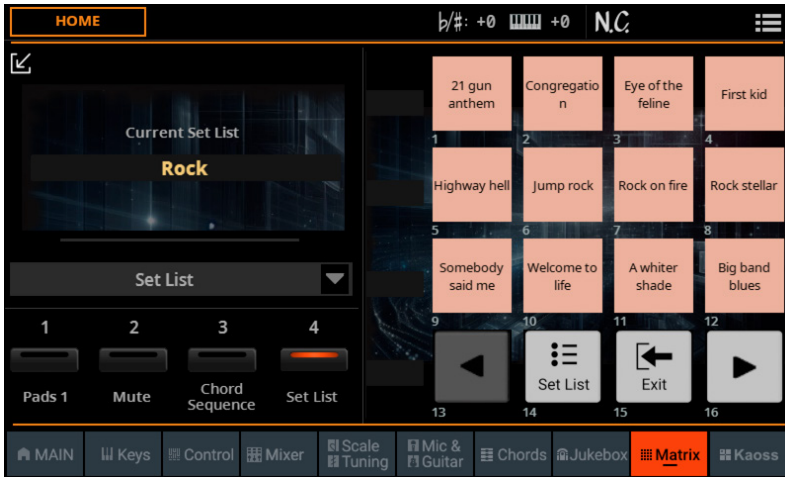 HOME
♭/#: +0
+0
N.C.
Current Set List
Rock
Set List
1
2
3
4
Pads 1
Mute
Chord
Sequence
Set List
21 gun
anthem
1
Congregatio
n
2
Eye of the
feline
3
First kid
4
Highway hell
5
Jump rock
6
Rock on fire
7
Rock stellar
8
Somebody
said me
9
Welcome to
life
10
A whiter
shade
11
Big band
blues
12
13
Set List
14
Exit
15
16
MAIN
Keys
Control
Mixer
Scale
Tuning
Mic &
Guitar
Chords
Jukebox
Matrix
Kaoss